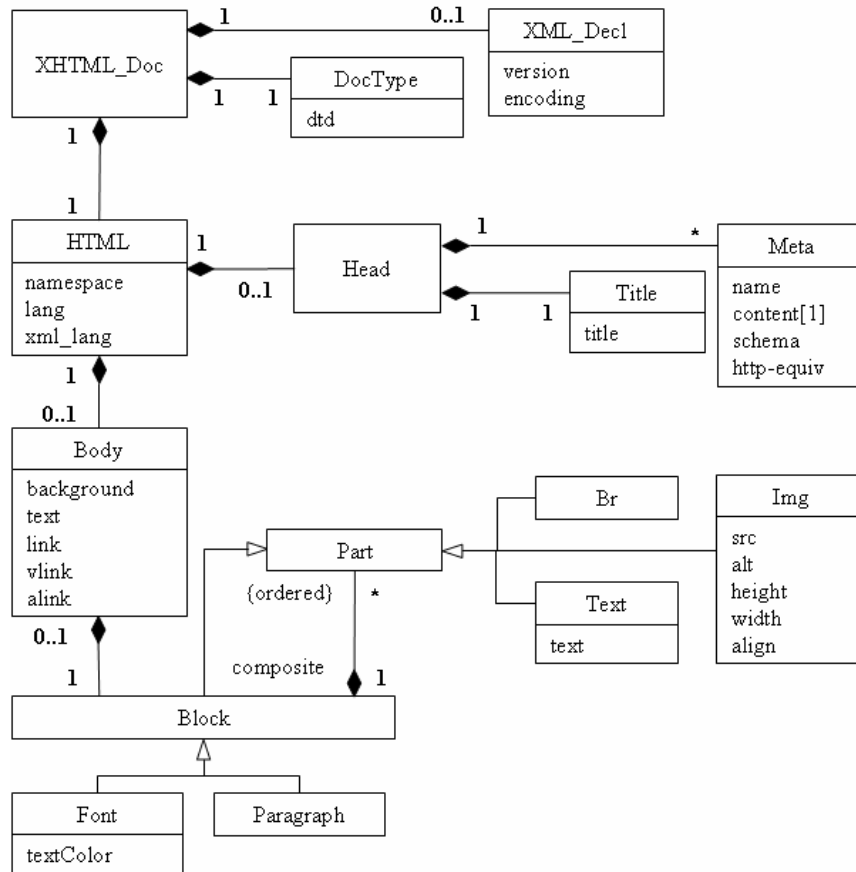 1
0..1
XML_Decl
version
encoding
XHTML_Doc
1
1
DocType
dtd
1
1
HTML
namespace
lang
xml_lang
1
0..1
Head
1
*
Meta
name
content[1]
schema
http-equiv
1
1
Title
title
1
0..1
Body
background
text
link
vlink
alink
Part
Br
Img
src
alt
height
width
align
Text
text
{ordered}
*
composite
1
0..1
1
Block
Font
textColor
Paragraph